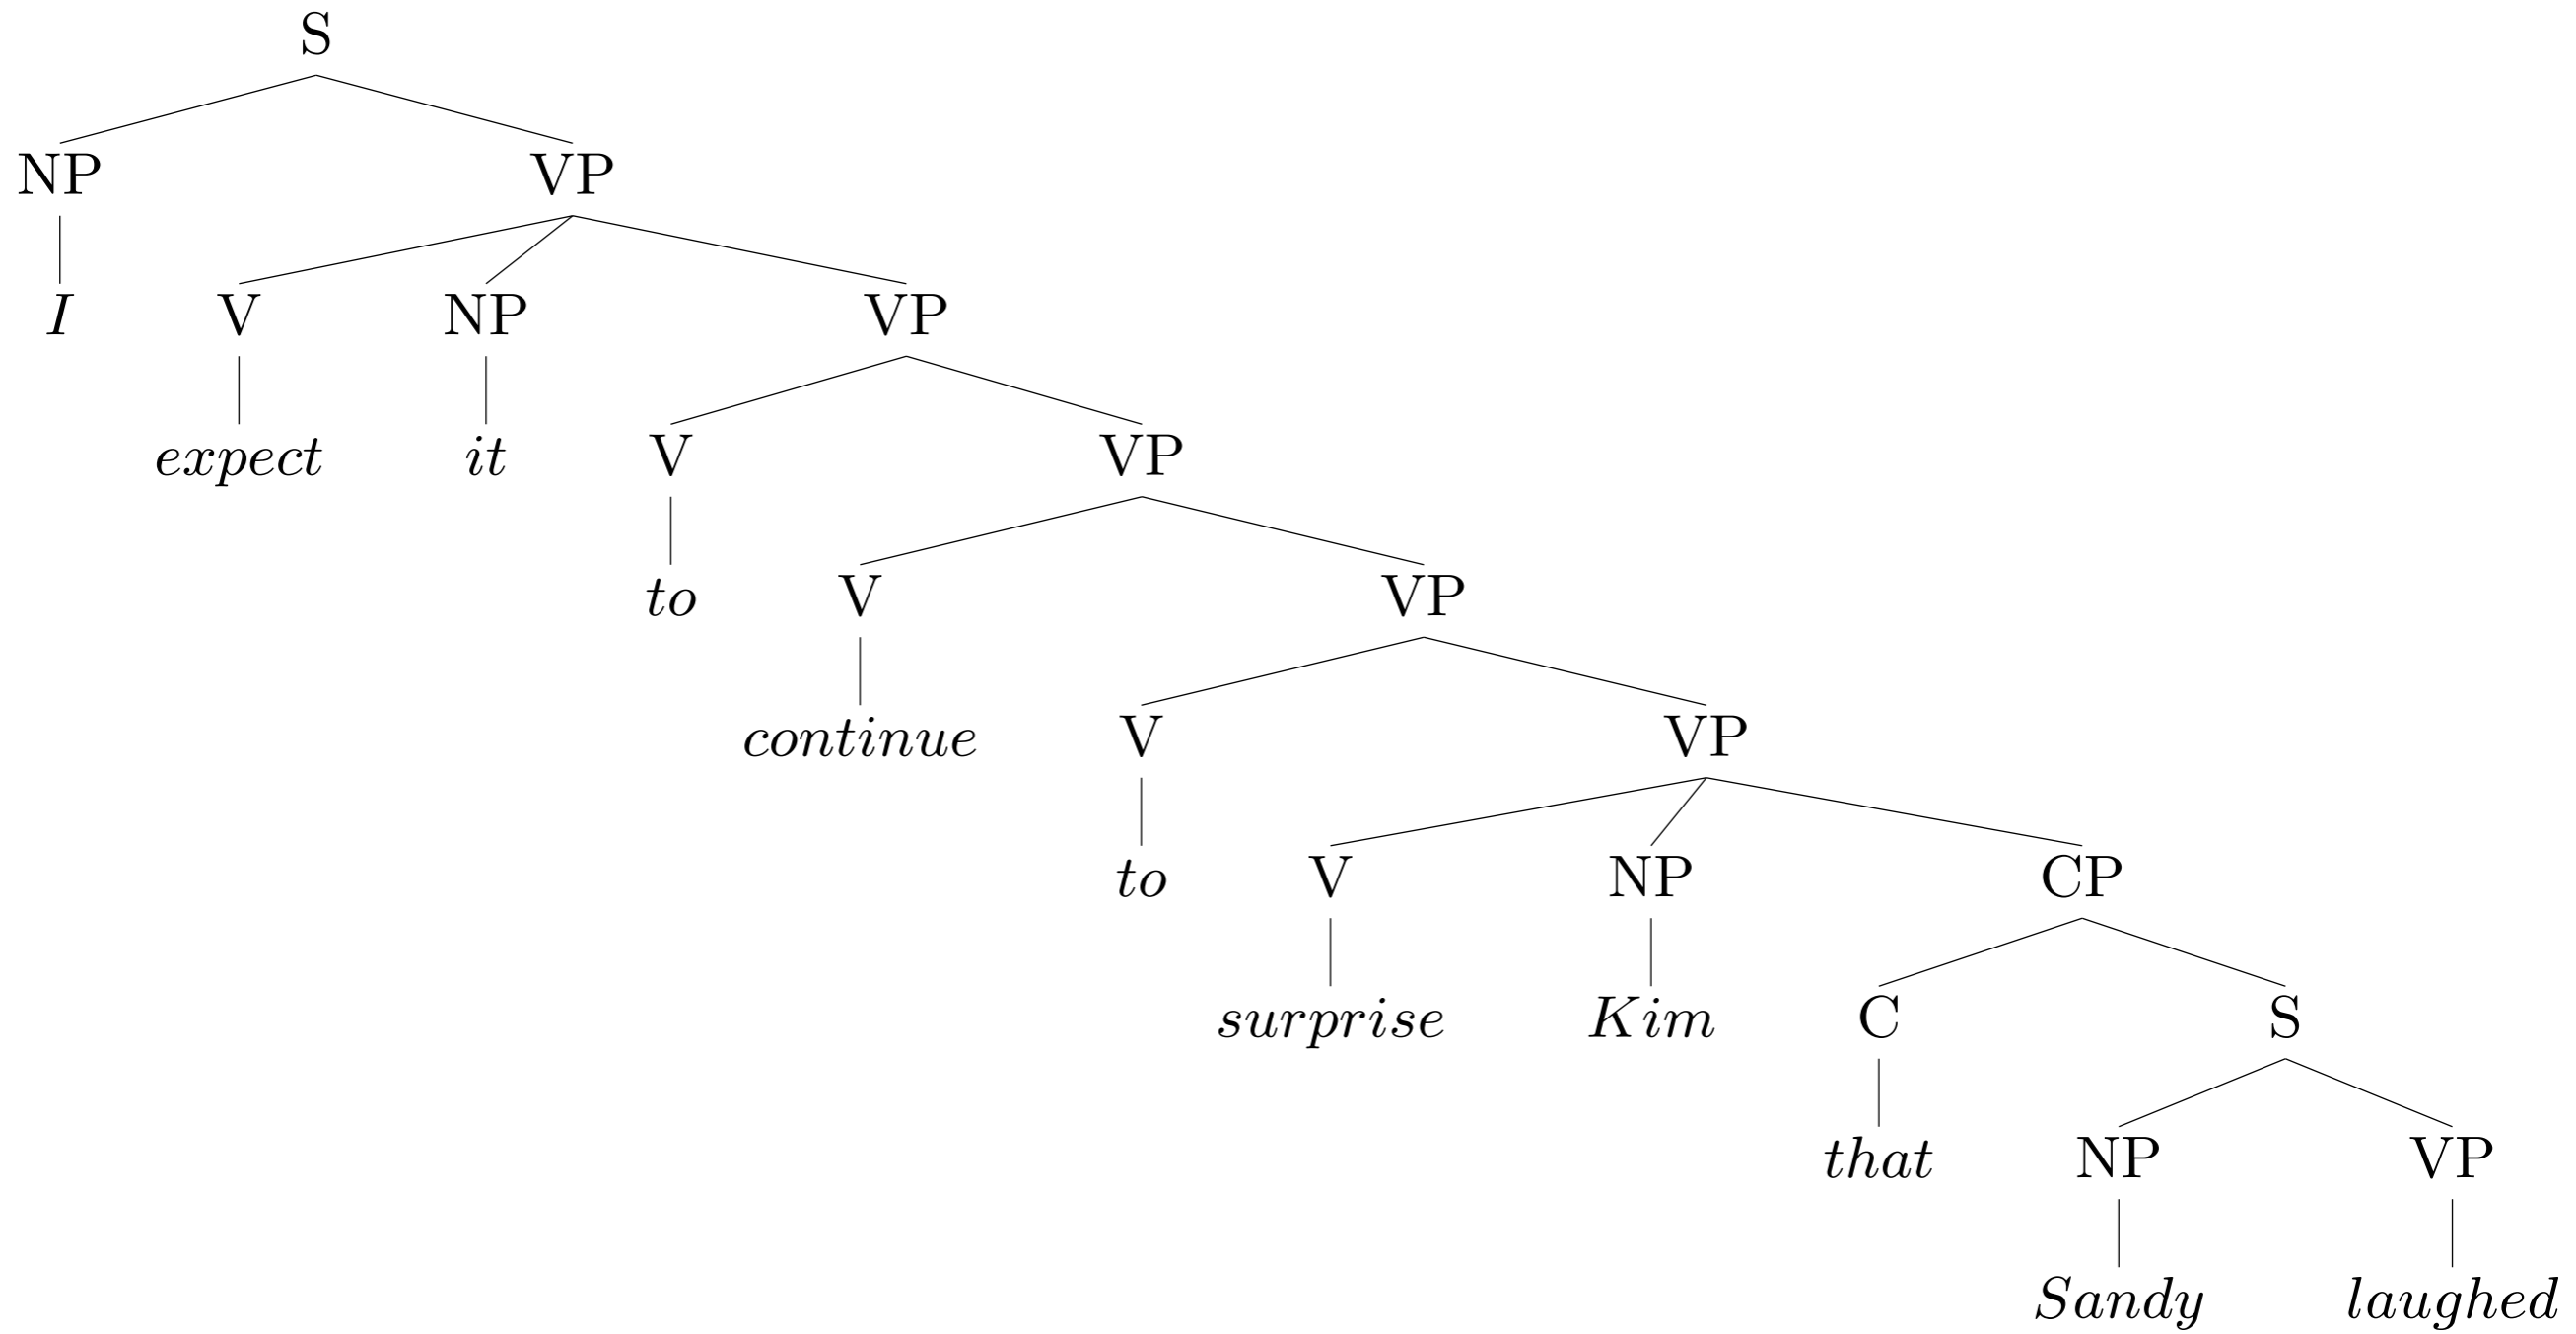 S
NP VP
I V NP VP
expect it V VP
to V VP
continue V VP
to V NP CP
surprise Kim C S
that NP VP
Sandy laughed